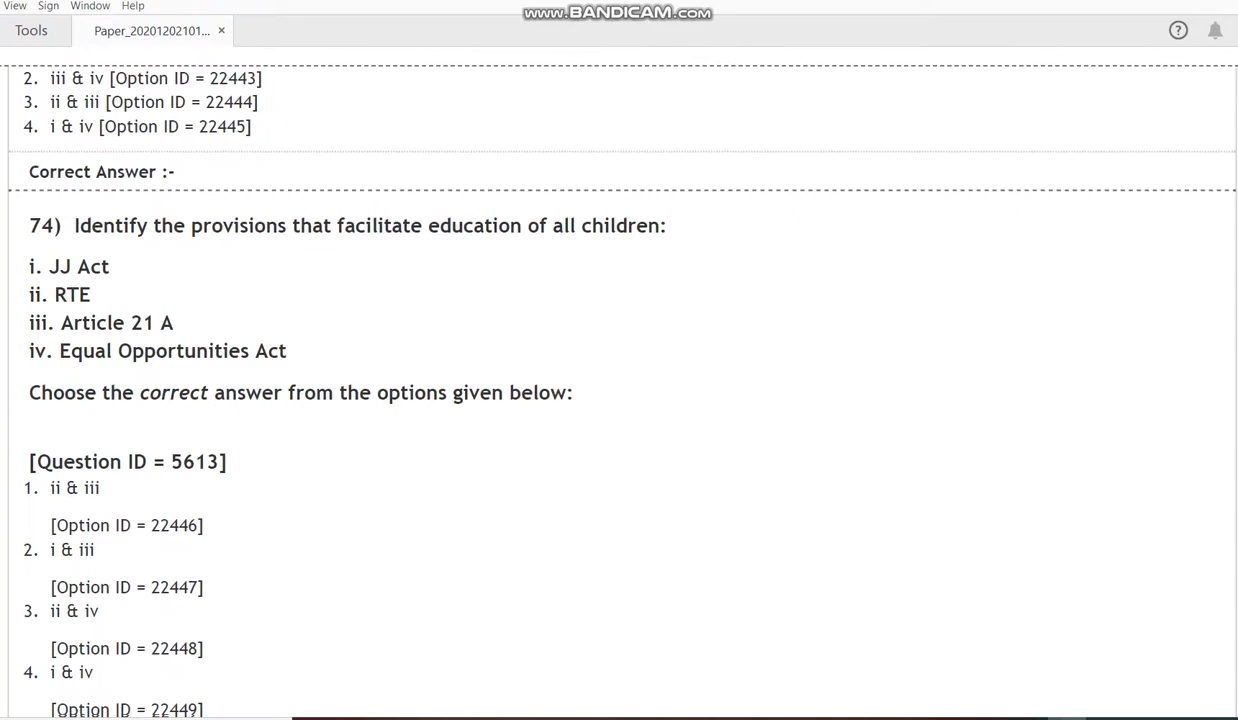 View Sign Window Help
www.BANDICAM.com
Tools Paper_20201202101... ×
2. iii & iv [Option ID = 22443]
3. ii & iii [Option ID = 22444]
4. i & iv [Option ID = 22445]
Correct Answer :-
74) Identify the provisions that facilitate education of all children:
i. JJ Act
ii. RTE
iii. Article 21 A
iv. Equal Opportunities Act
Choose the correct answer from the options given below:
[Question ID = 5613]
1. ii & iii
[Option ID = 22446]
2. i & iii
[Option ID = 22447]
3. ii & iv
[Option ID = 22448]
4. i & iv
[Option ID = 22449]